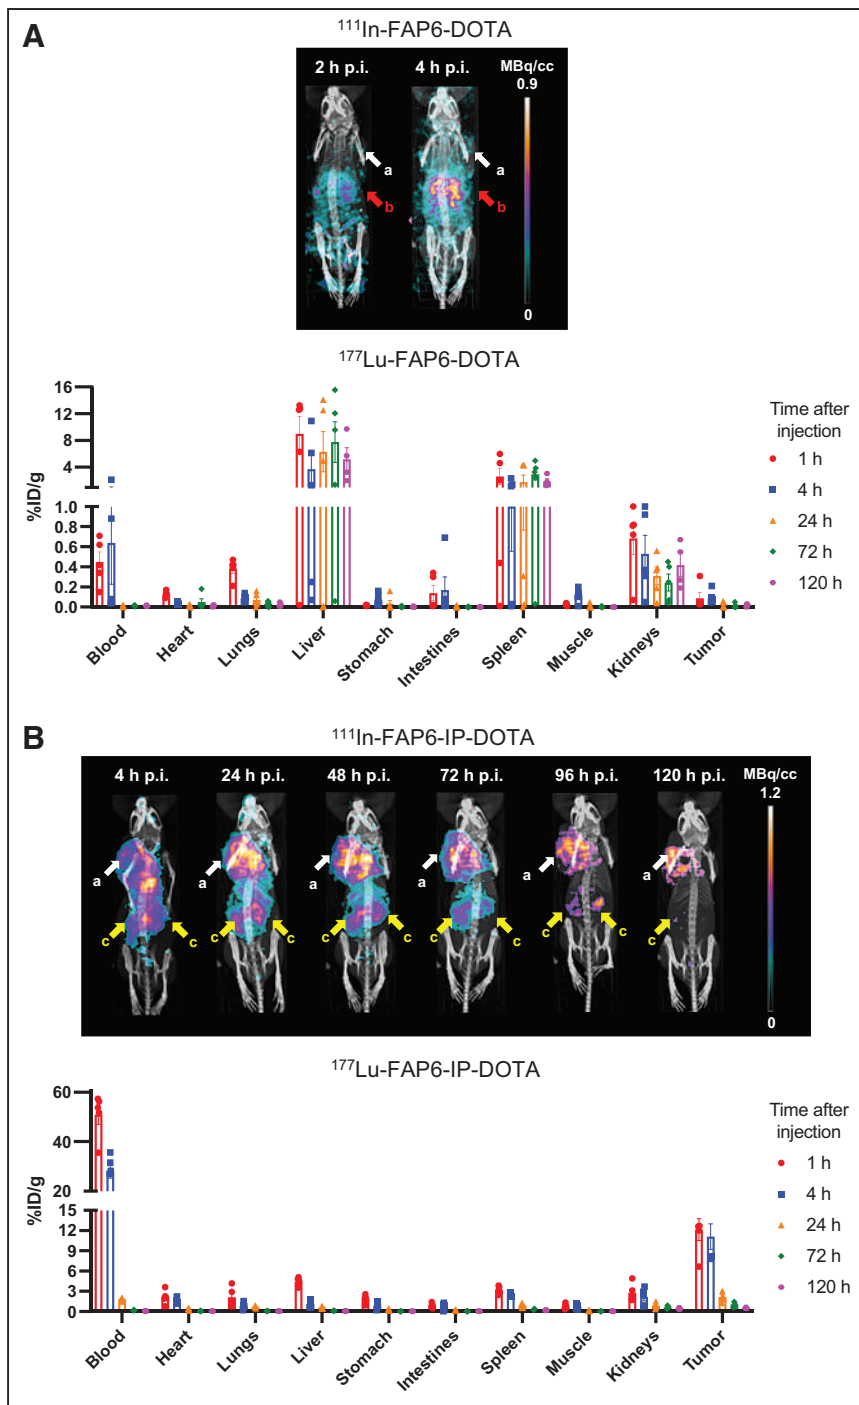 A
¹¹¹In-FAP6-DOTA
2 h p.i. 4 h p.i. MBq/cc
0.9
a a
b b
0
¹⁷⁷Lu-FAP6-DOTA
%ID/g
16
12
8
4
1.0
0.8
0.6
0.4
0.2
0.0
Blood Heart Lungs Liver Stomach Intestines Spleen Muscle Kidneys Tumor
Time after
injection
1 h
4 h
24 h
72 h
120 h
B
¹¹¹In-FAP6-IP-DOTA
4 h p.i. 24 h p.i. 48 h p.i. 72 h p.i. 96 h p.i. 120 h p.i. MBq/cc
1.2
a a a a a a
c c c c c c c c c c c
0
¹⁷⁷Lu-FAP6-IP-DOTA
%ID/g
60
40
20
15
12
9
6
3
0
Blood Heart Lungs Liver Stomach Intestines Spleen Muscle Kidneys Tumor
Time after
injection
1 h
4 h
24 h
72 h
120 h